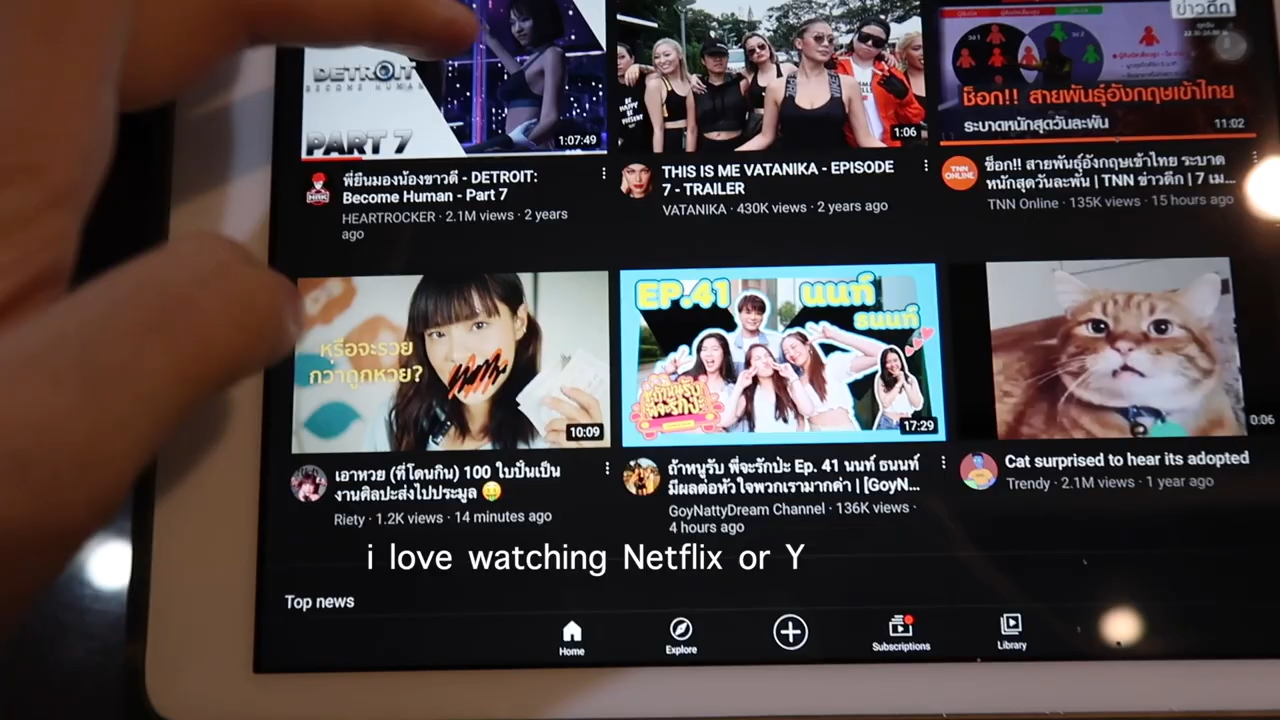 DETROIT
BECOME HUMAN
PART 7
1:07:49
พี่ยืนมองน้องขาวดี - DETROIT:
Become Human - Part 7
HEARTROCKER · 2.1M views · 2 years
ago
1:06
THIS IS ME VATANIKA - EPISODE
7 - TRAILER
VATANIKA · 430K views · 2 years ago
ข่าวดึก
ช็อก!! สายพันธุ์อังกฤษเข้าไทย
ระบาดหนักสุดวันละพัน
11:02
TNN
ONLINE
ช็อก!! สายพันธุ์อังกฤษเข้าไทย ระบาด
หนักสุดวันละพัน | TNN ข่าวดึก | 7 เม...
TNN Online · 135K views · 15 hours ago
หรือจะรวย
กว่าถูกหวย?
10:09
เอาหวย (ที่โดนกิน) 100 ใบปั้นเป็น
งานศิลปะส่งไปประมูล 🤑
Riety · 1.2K views · 14 minutes ago
EP.41
นนท์
ธนนท์
ถ้าหนูรับ
พี่จะรักป่ะ
17:29
ถ้าหนูรับ พี่จะรักป่ะ Ep. 41 นนท์ ธนนท์
มีผลต่อหัวใจพวกเรามากค่า | [GoyN...
GoyNattyDream Channel · 136K views ·
4 hours ago
0:06
Cat surprised to hear its adopted
Trendy · 2.1M views · 1 year ago
i love watching Netflix or Y
Top news
Home
Explore
Subscriptions
Library